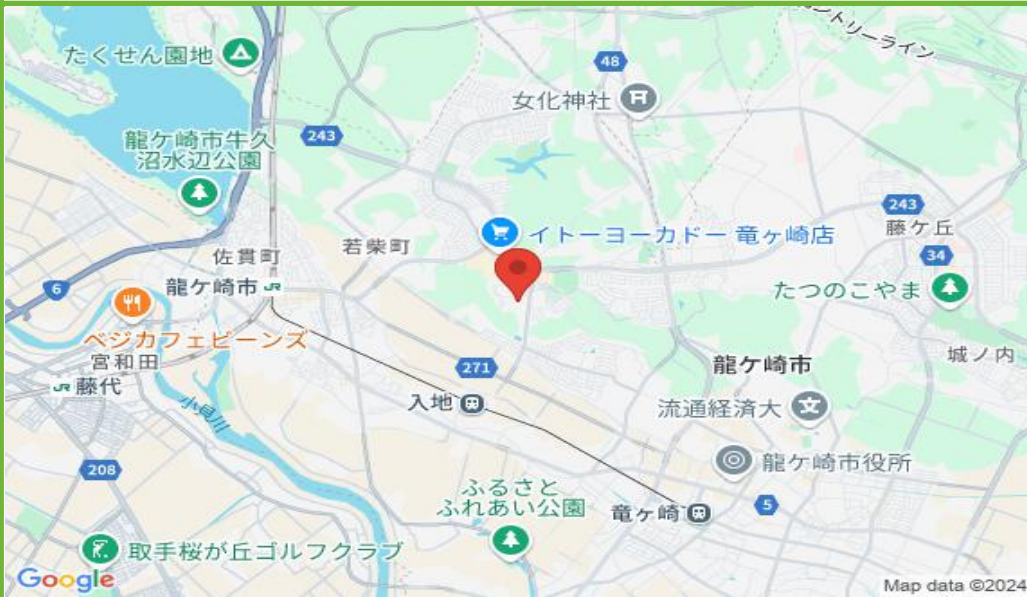 カントリーライン
たくせん園地
48
女化神社
243
龍ケ崎市牛久
沼水辺公園
243
藤ケ丘
イトーヨーカドー 竜ヶ崎店
若柴町
佐貫町
34
6
龍ケ崎市
JR
たつのこやま
ベジカフェビーンズ
宮和田
271
龍ケ崎市
城ノ内
JR
藤代
小貝川
入地
流通経済大
文
208
龍ケ崎市役所
ふるさと
ふれあい公園
竜ヶ崎
5
取手桜が丘ゴルフクラブ
Google
Map data ©2024